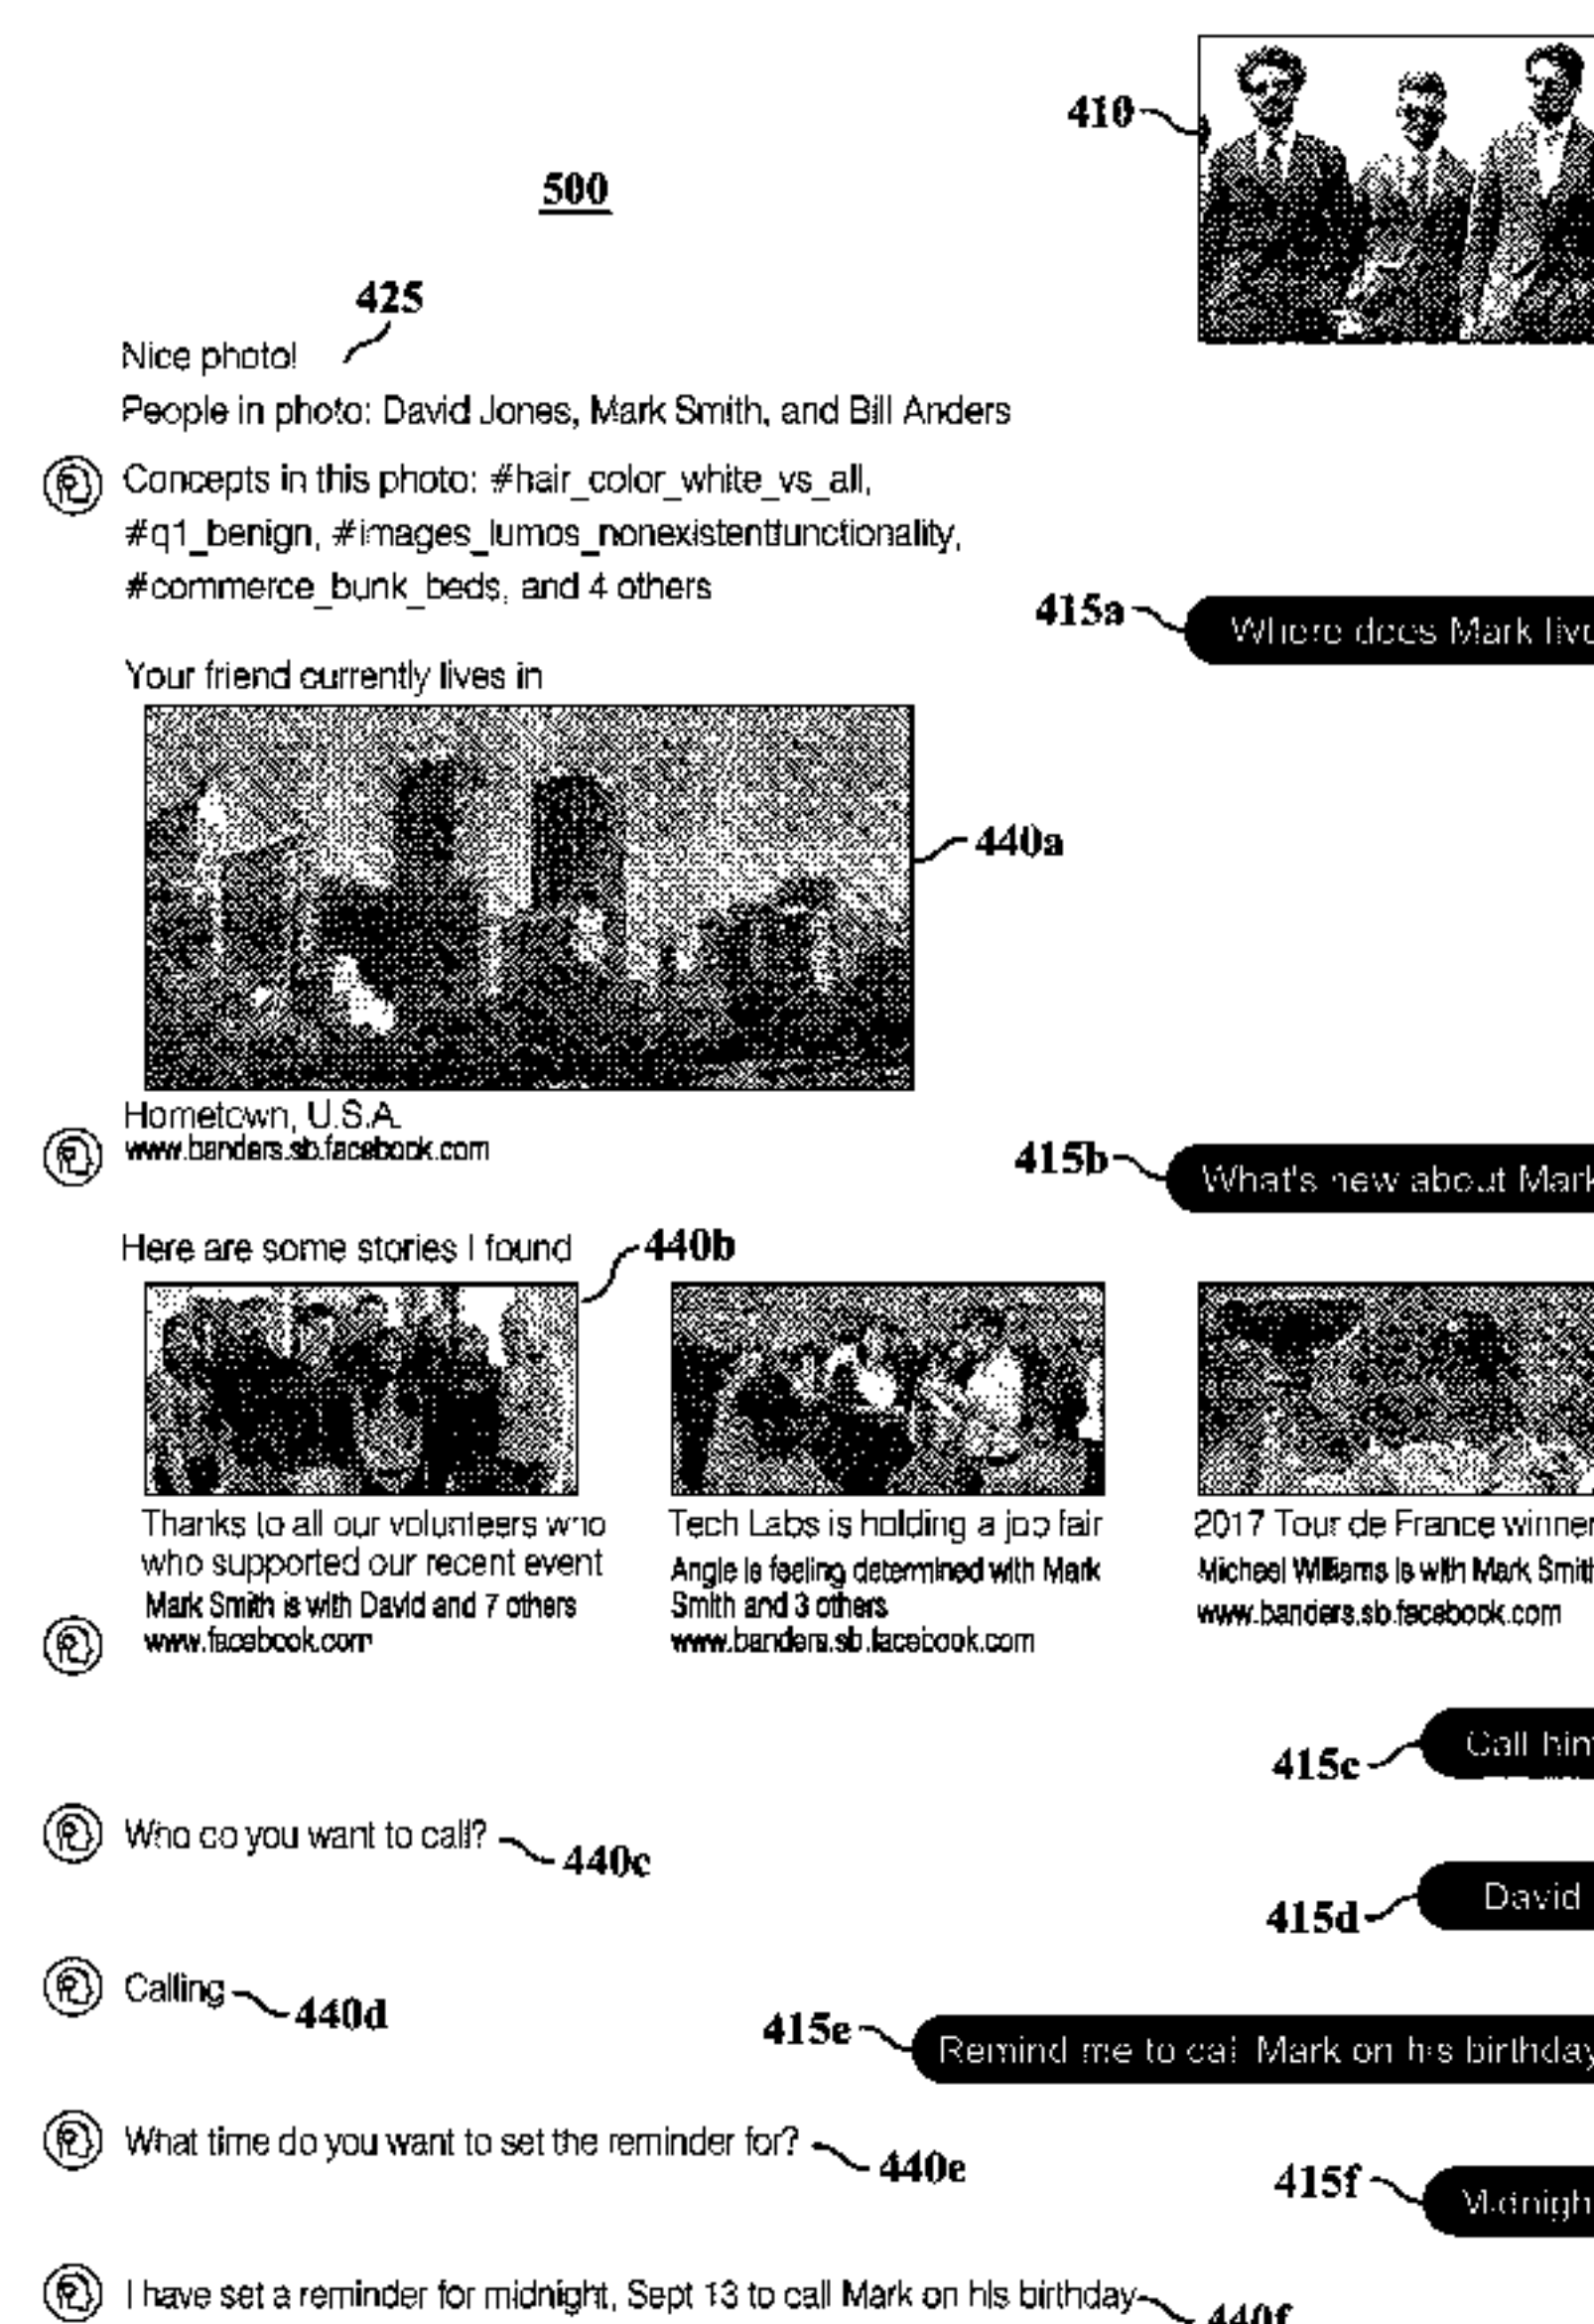 410
500
425
Nice photo!
People in photo: David Jones, Mark Smith, and Bill Anders
Concepts in this photo: #hair_color_white_vs_all,
#q1_benign, #images_lumos_nonexistentfunctionality,
#commerce_bunk_beds, and 4 others
415a
Where does Mark live
Your friend currently lives in
440a
Hometown, U.S.A.
www.banders.sb.facebook.com
415b
What's new about Mark
Here are some stories I found
440b
Thanks to all our volunteers who
who supported our recent event
Mark Smith is with David and 7 others
www.facebook.com
Tech Labs is holding a job fair
Angie is feeling determined with Mark
Smith and 3 others
www.banders.sb.facebook.com
2017 Tour de France winner
Michael Williams is with Mark Smith
www.banders.sb.facebook.com
415c
Call him
Who do you want to call?
440c
415d
David
Calling
440d
415e
Remind me to call Mark on his birthday
What time do you want to set the reminder for?
440e
415f
Midnigh
I have set a reminder for midnight, Sept 13 to call Mark on his birthday
440f